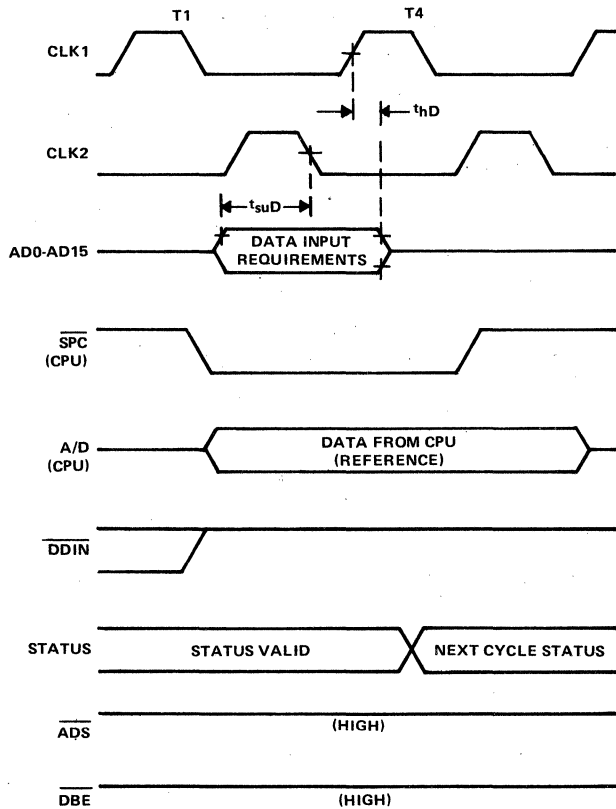 T1
T4
CLK1
thD
CLK2
tsuD
AD0-AD15
DATA INPUT
REQUIREMENTS
SPC
(CPU)
A/D
(CPU)
DATA FROM CPU
(REFERENCE)
DDIN
STATUS
STATUS VALID
NEXT CYCLE STATUS
ADS
(HIGH)
DBE
(HIGH)